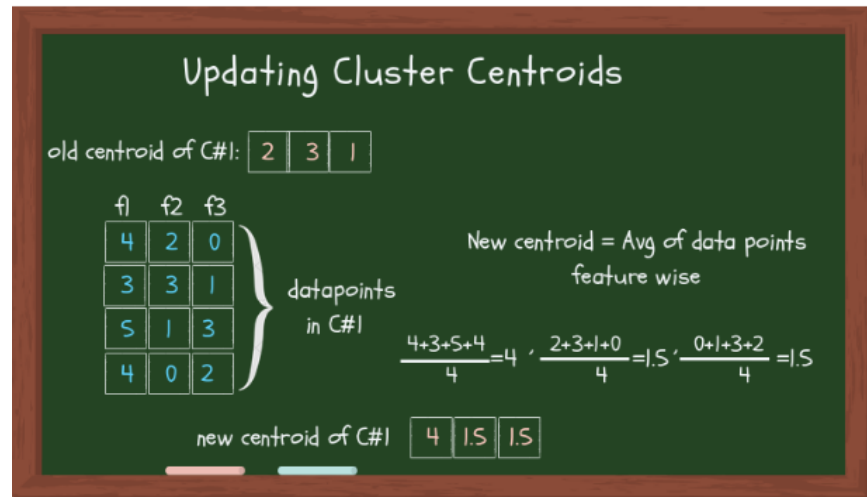 Updating Cluster Centroids
old centroid of C#1: 2 3 1
f1 f2 f3
4 2 0
3 3 1
5 1 3
4 0 2
datapoints
in C#1
New centroid = Avg of data points
feature wise
4+3+5+4/4=4 , 2+3+1+0/4=1.5, 0+1+3+2/4=1.5
new centroid of C#1 4 1.5 1.5